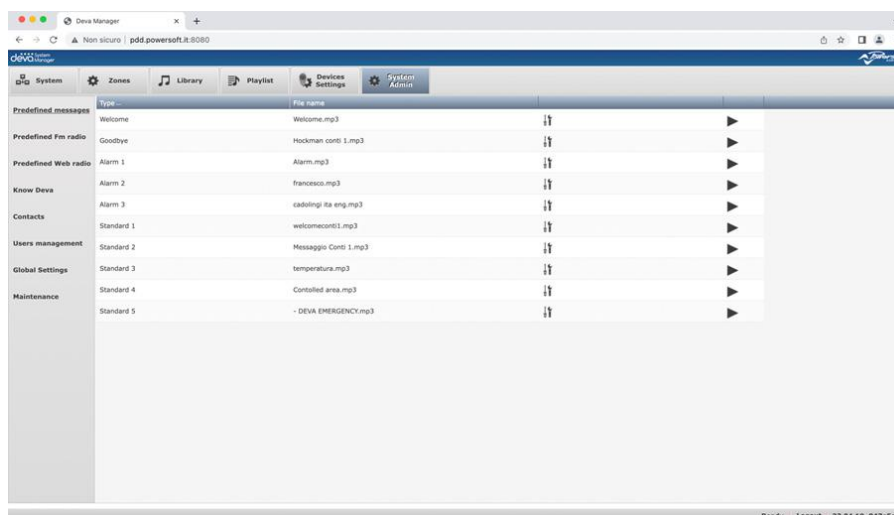 Deva Manager
Non sicuro | pdd.powersoft.it:8080
deva System Manager
System Zones Library Playlist Devices Settings System Admin
Type File name
Predefined messages
Predefined Fm radio
Predefined Web radio
Know Deva
Contacts
Users management
Global Settings
Maintenance
Welcome Welcome.mp3
Goodbye Hockman conti 1.mp3
Alarm 1 Alarm.mp3
Alarm 2 francesco.mp3
Alarm 3 cadolingi ita eng.mp3
Standard 1 welcomeconti1.mp3
Standard 2 Messaggio Conti 1.mp3
Standard 3 temperatura.mp3
Standard 4 Contolled area.mp3
Standard 5 - DEVA EMERGENCY.mp3